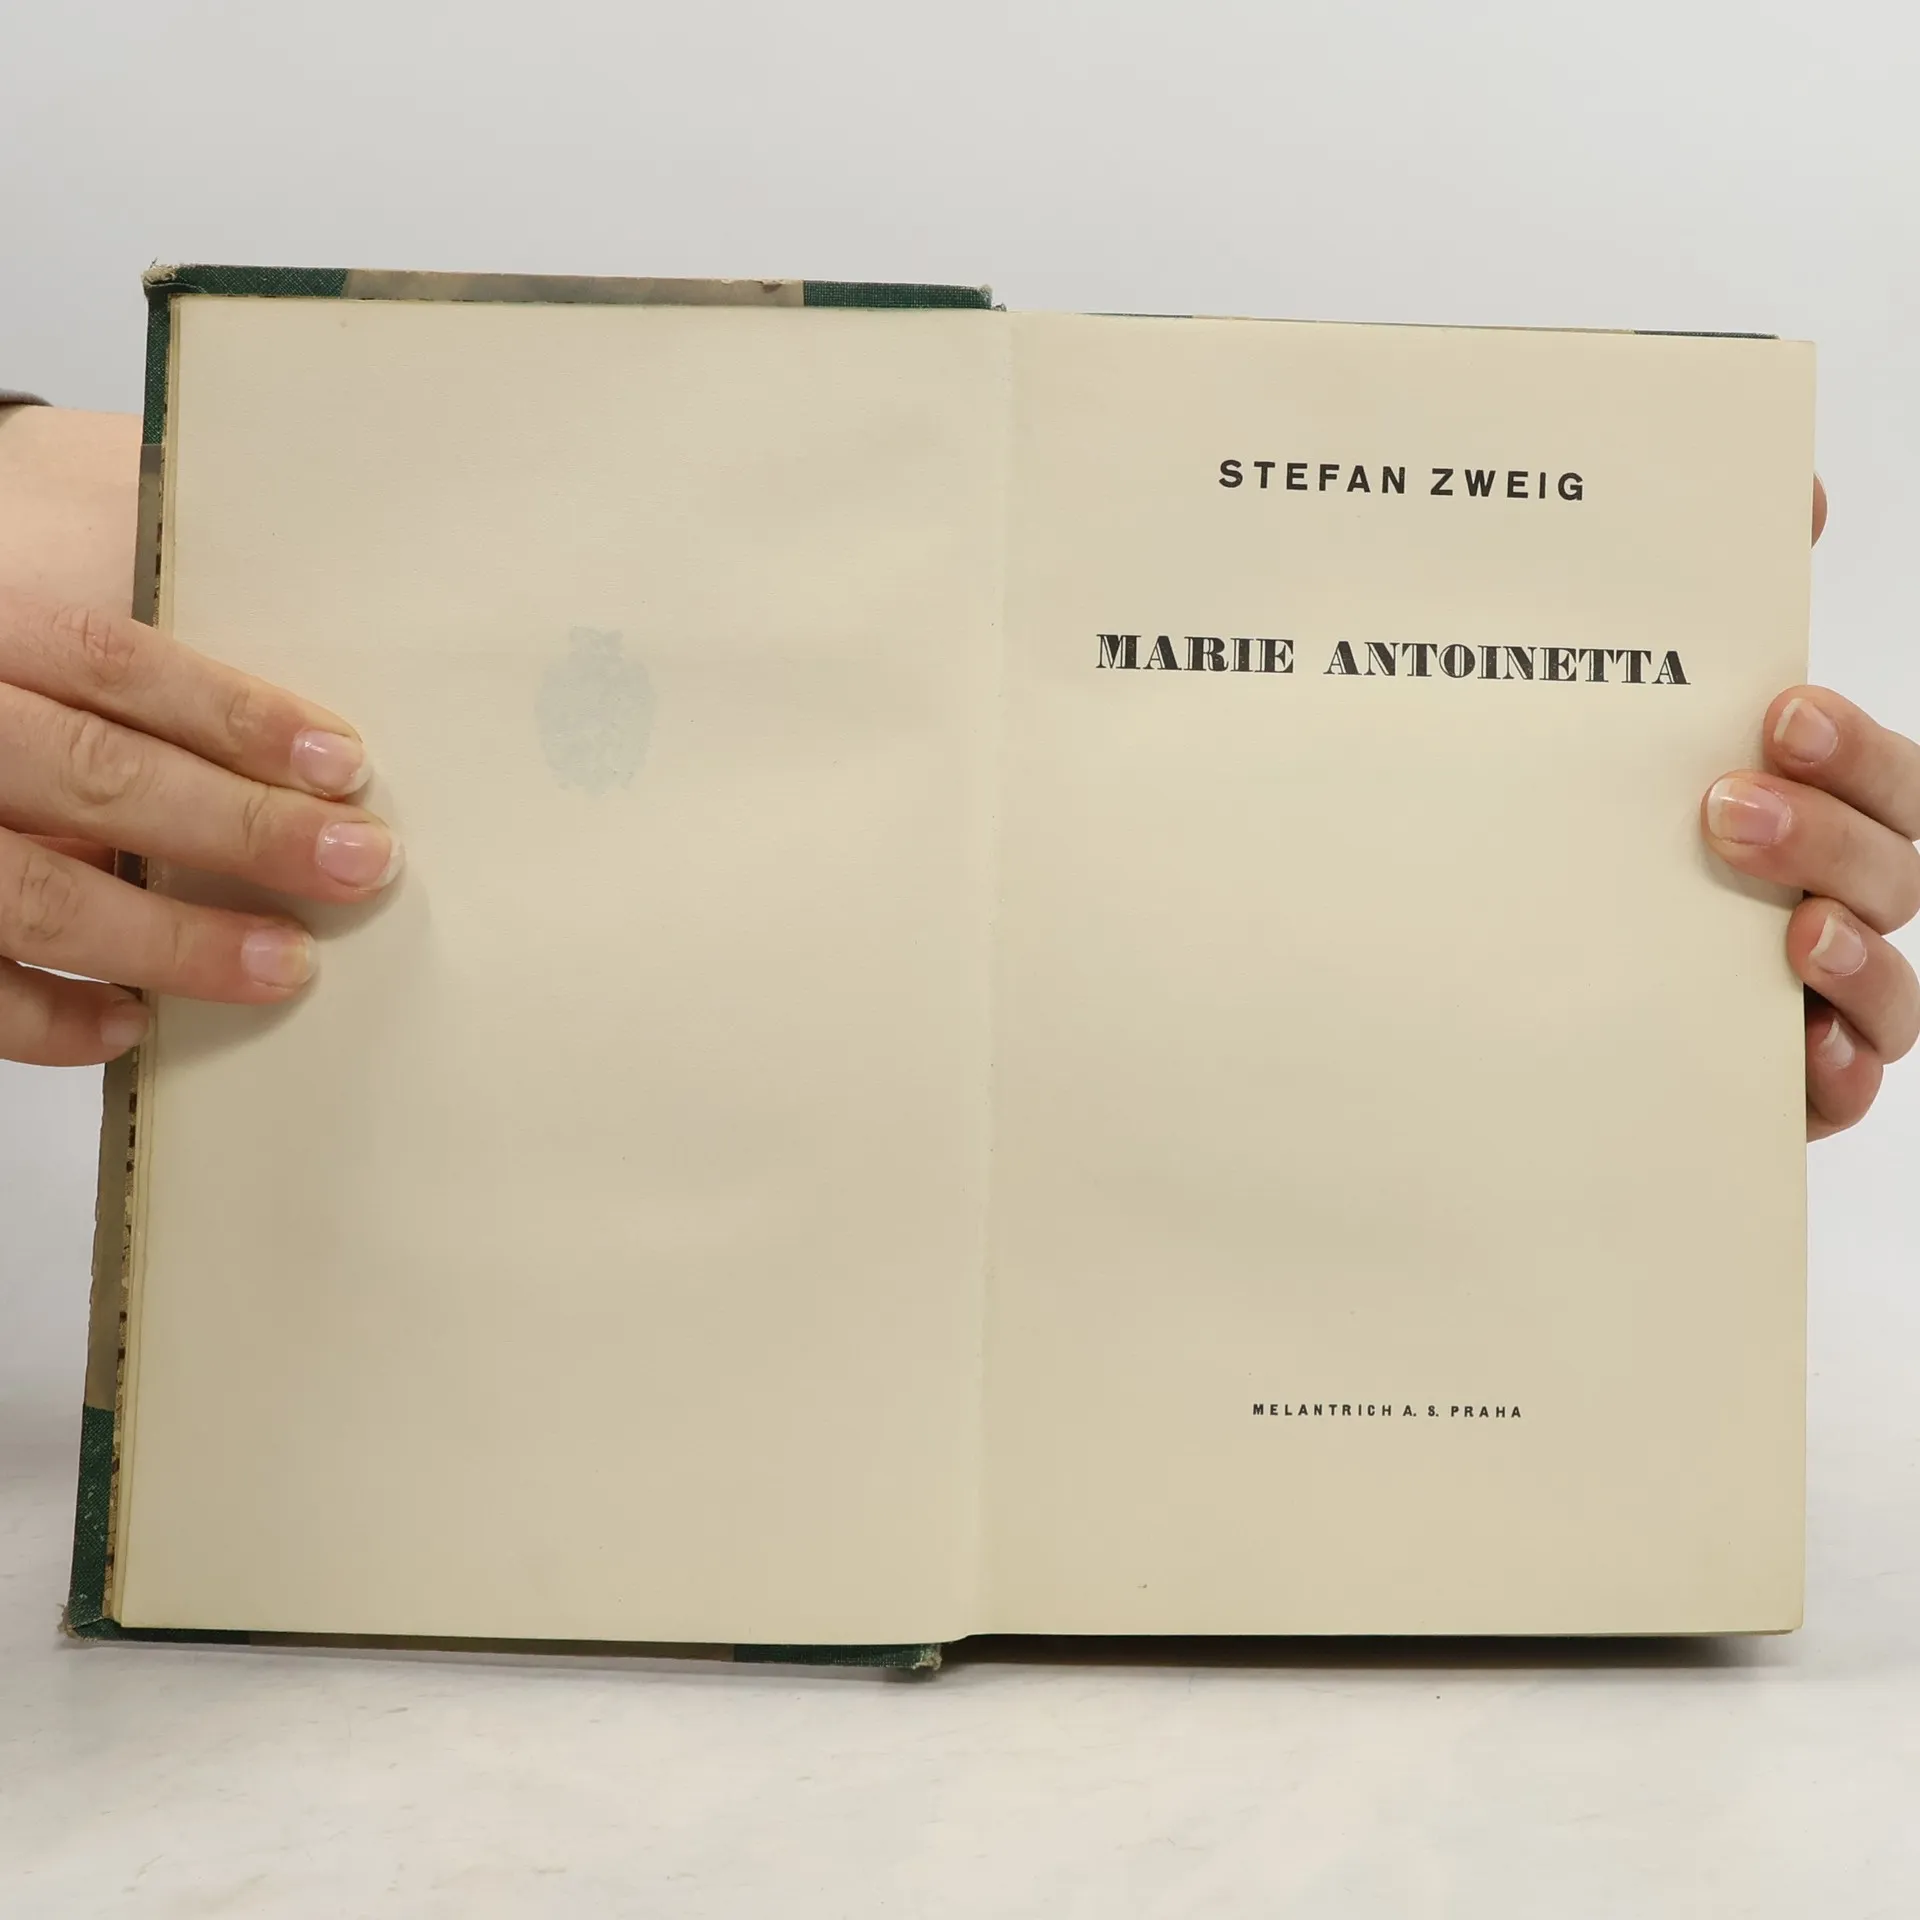 STEFAN ZWEIG
MARIE ANTOINETTA
MELANTRICH A. S. PRAHA